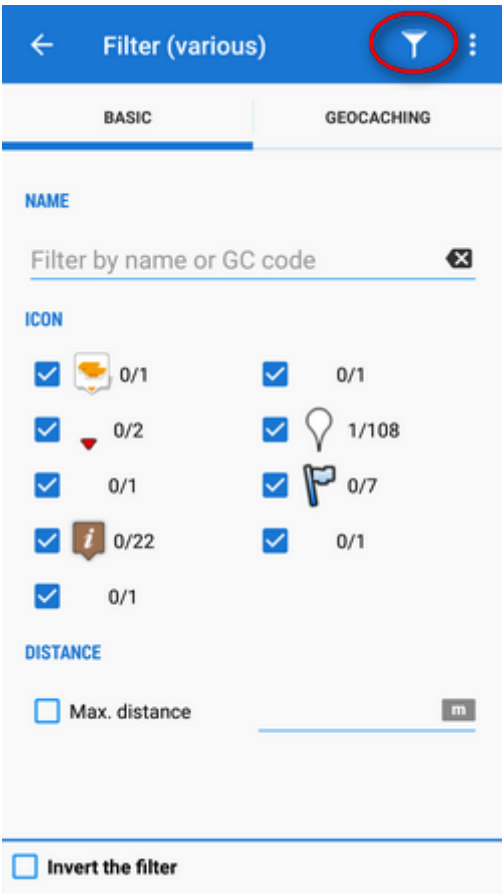 Filter (various)
BASIC GEOCACHING
NAME
Filter by name or GC code
ICON
0/1 0/1
0/2 1/108
0/1 0/7
i 0/22 0/1
0/1
DISTANCE
Max. distance m
Invert the filter